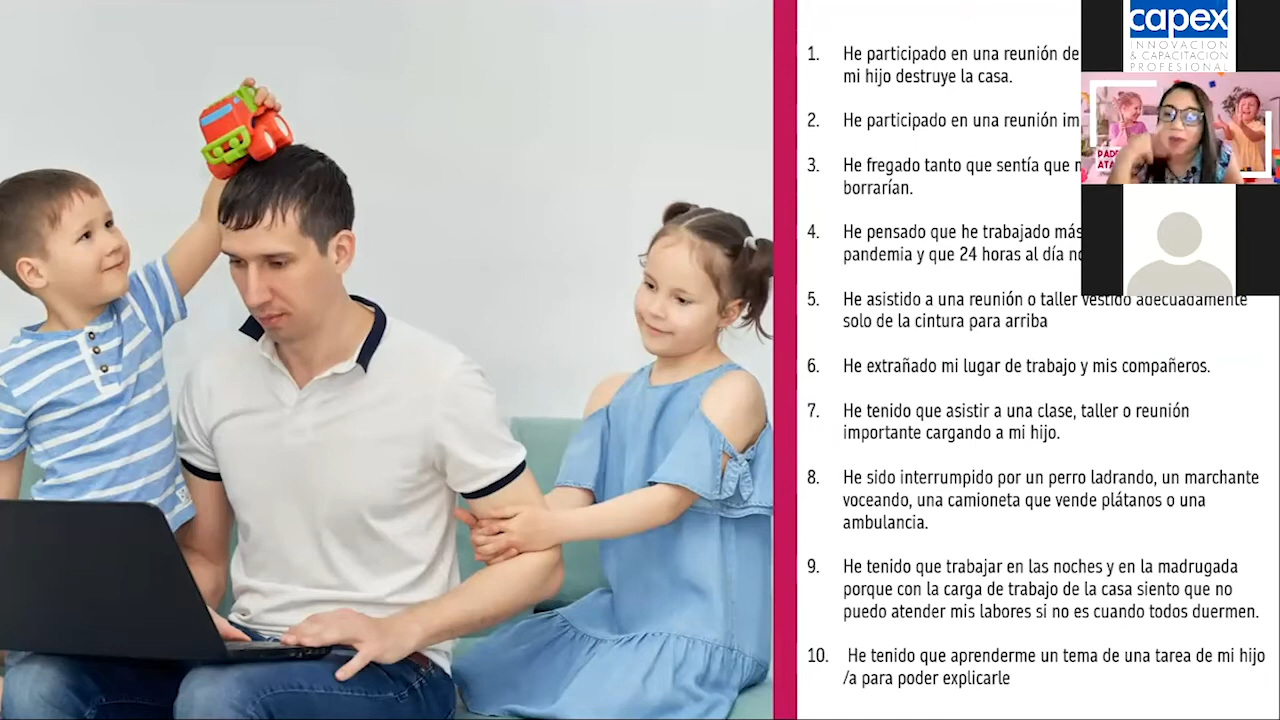 capex
INNOVACION
& CAPACITACION
PROFESIONAL
1. He participado en una reunión de
mi hijo destruye la casa.
2. He participado en una reunión im
3. He fregado tanto que sentía que
borrarían.
4. He pensado que he trabajado más
pandemia y que 24 horas al día
5. He asistido a una reunión o taller vestido adecuadamente
solo de la cintura para arriba
6. He extrañado mi lugar de trabajo y mis compañeros.
7. He tenido que asistir a una clase, taller o reunión
importante cargando a mi hijo.
8. He sido interrumpido por un perro ladrando, un marchante
voceando, una camioneta que vende plátanos o una
ambulancia.
9. He tenido que trabajar en las noches y en la madrugada
porque con la carga de trabajo de la casa siento que no
puedo atender mis labores si no es cuando todos duermen.
10. He tenido que aprenderme un tema de una tarea de mi hijo
/a para poder explicarle